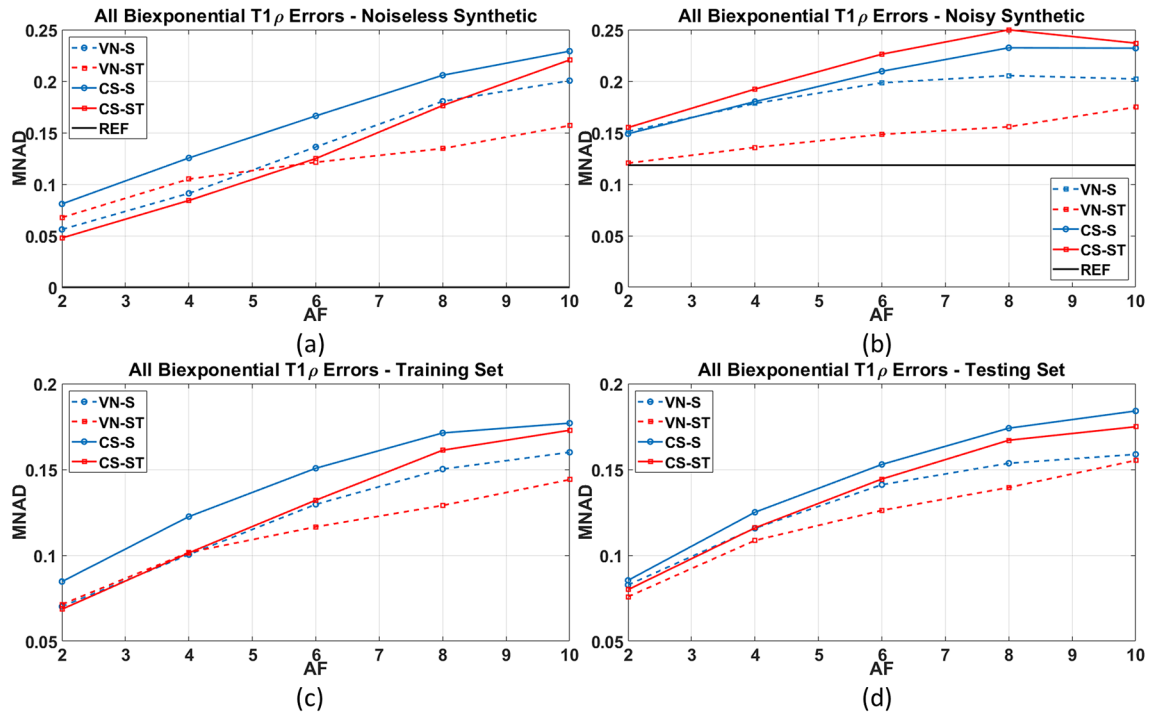 All Biexponential T1ρ Errors - Noiseless Synthetic
0.25
0.2
0.15
0.1
0.05
0
MNAD
VN-S
VN-ST
CS-S
CS-ST
REF
2 3 4 5 6 7 8 9 10
AF
(a)
All Biexponential T1ρ Errors - Noisy Synthetic
0.25
0.2
0.15
0.1
0.05
0
MNAD
VN-S
VN-ST
CS-S
CS-ST
REF
2 3 4 5 6 7 8 9 10
AF
(b)
All Biexponential T1ρ Errors - Training Set
0.2
0.15
0.1
0.05
MNAD
VN-S
VN-ST
CS-S
CS-ST
2 3 4 5 6 7 8 9 10
AF
(c)
All Biexponential T1ρ Errors - Testing Set
0.2
0.15
0.1
0.05
MNAD
VN-S
VN-ST
CS-S
CS-ST
2 3 4 5 6 7 8 9 10
AF
(d)